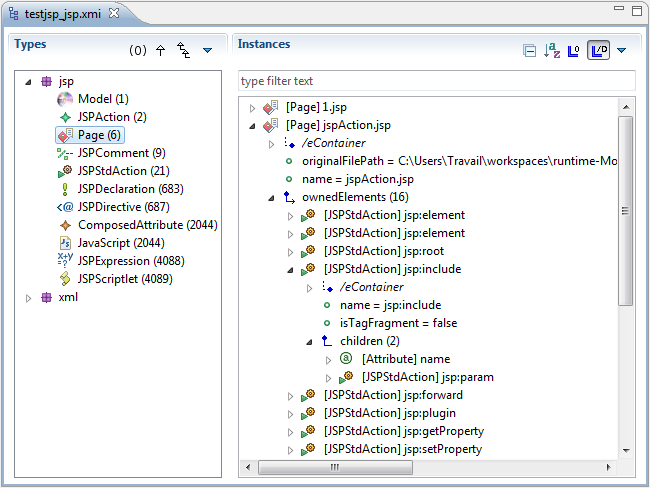 testjsp_jsp.xmi
Types
(0)
jsp
Model (1)
JSPAction (2)
Page (6)
JSPComment (9)
JSPStdAction (21)
JSPDeclaration (683)
JSPDirective (687)
ComposedAttribute (2044)
JavaScript (2044)
JSPExpression (4088)
JSPScriptlet (4089)
xml
Instances
type filter text
[Page] 1.jsp
[Page] jspAction.jsp
/eContainer
originalFilePath = C:\Users\Travail\workspaces\runtime-Mo
name = jspAction.jsp
ownedElements (16)
[JSPStdAction] jsp:element
[JSPStdAction] jsp:element
[JSPStdAction] jsp:root
[JSPStdAction] jsp:include
/eContainer
name = jsp:include
isTagFragment = false
children (2)
[Attribute] name
[JSPStdAction] jsp:param
[JSPStdAction] jsp:forward
[JSPStdAction] jsp:plugin
[JSPStdAction] jsp:getProperty
[JSPStdAction] jsp:setProperty